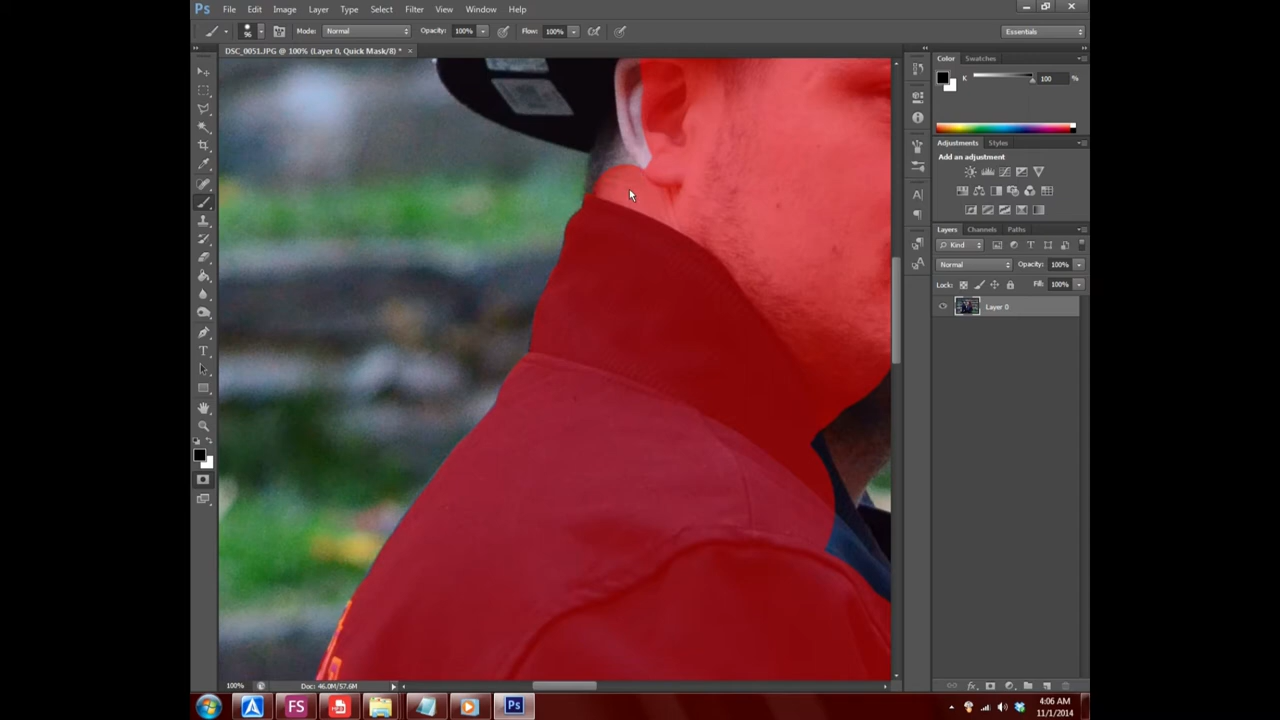 Ps File Edit Image Layer Type Select Filter View Window Help
96 Mode: Normal Opacity: 100% Flow: 100% Essentials
DSC_0051.JPG @ 100% (Layer 0, Quick Mask/8) * ×
Color Swatches
K 100 %
Adjustments Styles
Add an adjustment
Layers Channels Paths
Kind
Normal Opacity: 100%
Lock: Fill: 100%
Layer 0
100% Doc: 46.0M/57.6M
FS Ps 4:06 AM
11/1/2014